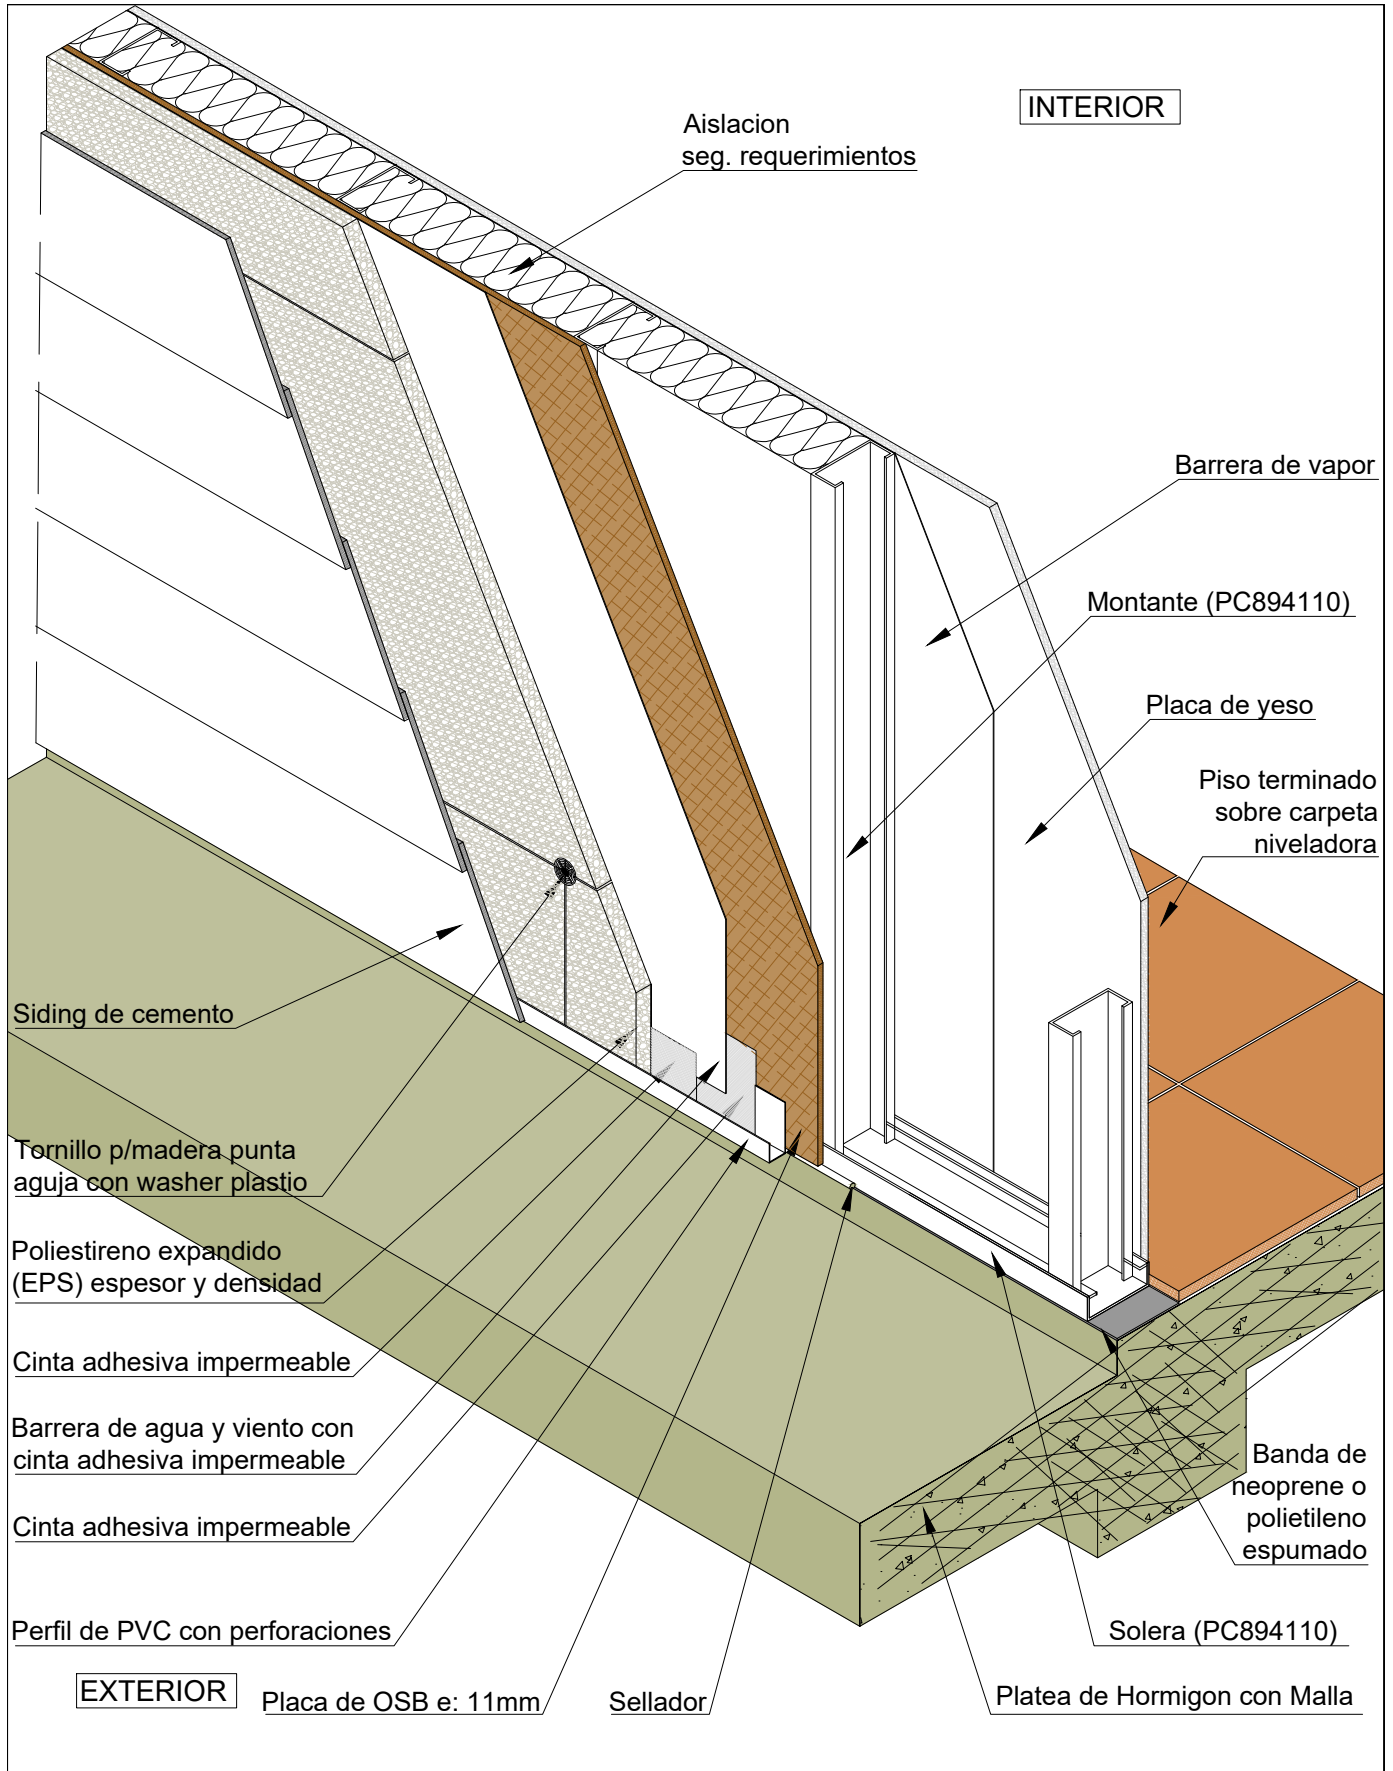 INTERIOR
Aislacion
seg. requerimientos
Barrera de vapor
Montante (PC894110)
Placa de yeso
Piso terminado
sobre carpeta
niveladora
Siding de cemento
Tornillo p/madera punta
aguja con washer plastio
Poliestireno expandido
(EPS) espesor y densidad
Cinta adhesiva impermeable
Barrera de agua y viento con
cinta adhesiva impermeable
Cinta adhesiva impermeable
Perfil de PVC con perforaciones
Banda de
neoprene o
polietileno
espumado
Solera (PC894110)
EXTERIOR
Placa de OSB e: 11mm
Sellador
Platea de Hormigon con Malla